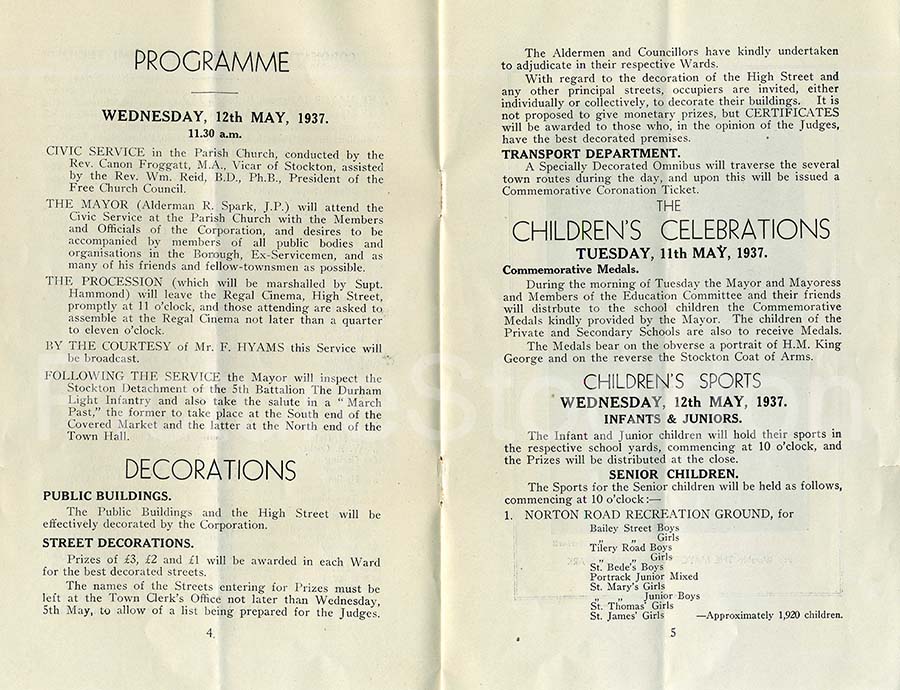 PROGRAMME
WEDNESDAY, 12th MAY, 1937.
11.30 a.m.
CIVIC SERVICE in the Parish Church, conducted by the
Rev. Canon Froggatt, M.A., Vicar of Stockton, assisted
by the Rev. Wm. Reid, B.D., Ph.B., President of the
Free Church Council.
THE MAYOR (Alderman R. Spark, J.P.) will attend the
Civic Service at the Parish Church with the Members
and Officials of the Corporation, and desires to be
accompanied by members of all public bodies and
organisations in the Borough, Ex-Servicemen, and as
many of his friends and fellow-townsmen as possible.
THE PROCESSION (which will be marshalled by Supt.
Hammond) will leave the Regal Cinema, High Street,
promptly at 11 o'clock, and those attending are asked to
assemble at the Regal Cinema not later than a quarter
to eleven o'clock.
BY THE COURTESY of Mr. F. HYAMS this Service will
be broadcast.
FOLLOWING THE SERVICE the Mayor will inspect the
Stockton Detachment of the 5th Battalion The Durham
Light Infantry and also take the salute in a "March
Past," the former to take place at the South end of the
Covered Market and the latter at the North end of the
Town Hall.
DECORATIONS
PUBLIC BUILDINGS.
The Public Buildings and the High Street will be
effectively decorated by the Corporation.
STREET DECORATIONS.
Prizes of £3, £2 and £1 will be awarded in each Ward
for the best decorated streets.
The names of the Streets entering for Prizes must be
left at the Town Clerk's Office not later than Wednesday,
5th May, to allow of a list being prepared for the Judges.
4
The Aldermen and Councillors have kindly undertaken
to adjudicate in their respective Wards.
With regard to the decoration of the High Street and
any other principal streets, occupiers are invited, either
individually or collectively, to decorate their buildings. It is
not proposed to give monetary prizes, but CERTIFICATES
will be awarded to those who, in the opinion of the Judges,
have the best decorated premises.
TRANSPORT DEPARTMENT.
A Specially Decorated Omnibus will traverse the several
town routes during the day, and upon this will be issued a
Commemorative Coronation Ticket.
THE
CHILDREN'S CELEBRATIONS
TUESDAY, 11th MAY, 1937.
Commemorative Medals.
During the morning of Tuesday the Mayor and Mayoress
and Members of the Education Committee and their friends
will distrbute to the school children the Commemorative
Medals kindly provided by the Mayor. The children of the
Private and Secondary Schools are also to receive Medals.
The Medals bear on the obverse a portrait of H.M. King
George and on the reverse the Stockton Coat of Arms.
CHILDREN'S SPORTS
WEDNESDAY, 12th MAY, 1937.
INFANTS & JUNIORS.
The Infant and Junior children will hold their sports in
the respective school yards, commencing at 10 o'clock, and
the Prizes will be distributed at the close.
SENIOR CHILDREN.
The Sports for the Senior children will be held as follows,
commencing at 10 o'clock:—
1. NORTON ROAD RECREATION GROUND, for
Bailey Street Boys
" " Girls
Tilery Road Boys
" " Girls
St. Bede's Boys
Portrack Junior Mixed
St. Mary's Girls
" " Junior Boys
St. Thomas' Girls
St. James' Girls —Approximately 1,920 children.
5